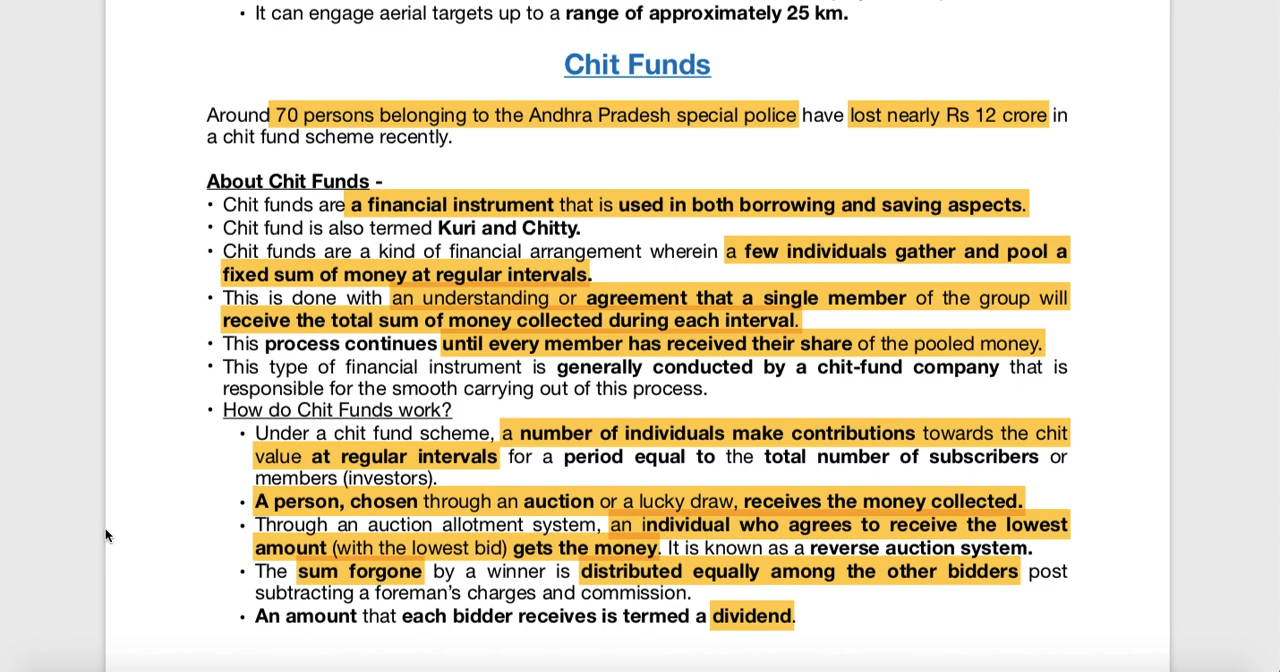 • It can engage aerial targets up to a range of approximately 25 km.
Chit Funds
Around 70 persons belonging to the Andhra Pradesh special police have lost nearly Rs 12 crore in
a chit fund scheme recently.
About Chit Funds -
• Chit funds are a financial instrument that is used in both borrowing and saving aspects.
• Chit fund is also termed Kuri and Chitty.
• Chit funds are a kind of financial arrangement wherein a few individuals gather and pool a
fixed sum of money at regular intervals.
• This is done with an understanding or agreement that a single member of the group will
receive the total sum of money collected during each interval.
• This process continues until every member has received their share of the pooled money.
• This type of financial instrument is generally conducted by a chit-fund company that is
responsible for the smooth carrying out of this process.
• How do Chit Funds work?
• Under a chit fund scheme, a number of individuals make contributions towards the chit
value at regular intervals for a period equal to the total number of subscribers or
members (investors).
• A person, chosen through an auction or a lucky draw, receives the money collected.
• Through an auction allotment system, an individual who agrees to receive the lowest
amount (with the lowest bid) gets the money. It is known as a reverse auction system.
• The sum forgone by a winner is distributed equally among the other bidders post
subtracting a foreman's charges and commission.
• An amount that each bidder receives is termed a dividend.